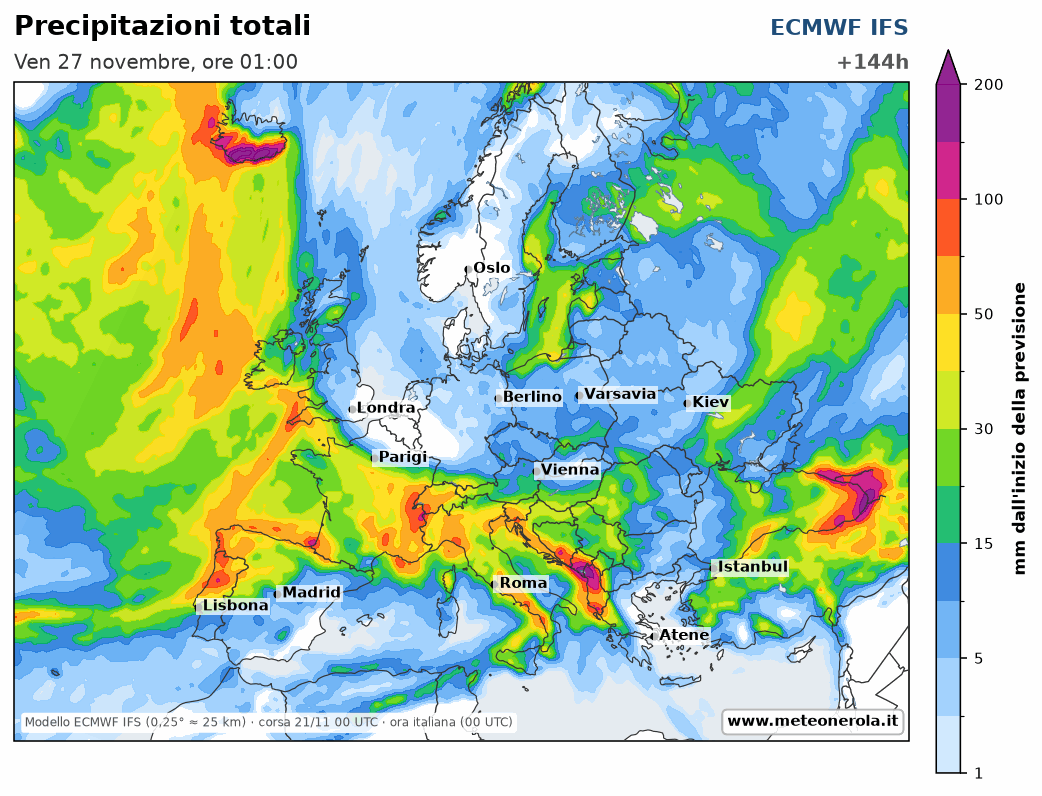 Precipitazioni totali
ECMWF IFS
Ven 27 novembre, ore 01:00
+144h
200
100
50
30
15
5
1
mm dall'inizio della previsione
Oslo
Londra
Berlino
Varsavia
Kiev
Parigi
Vienna
Istanbul
Roma
Madrid
Lisbona
Atene
Modello ECMWF IFS (0,25° ≈ 25 km) · corsa 21/11 00 UTC · ora italiana (00 UTC)
www.meteonerola.it